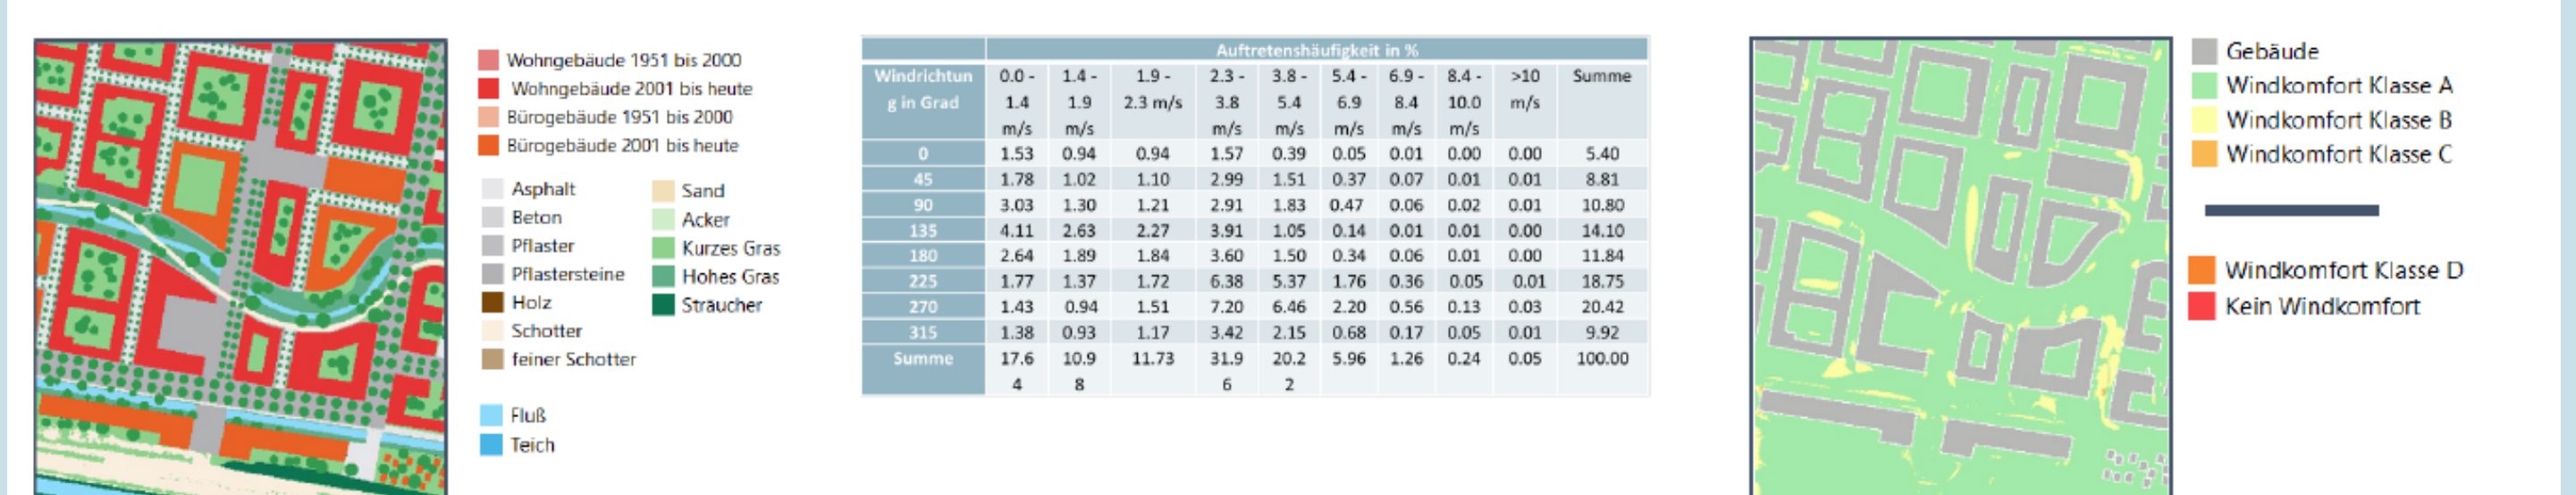 Wohngebäude 1951 bis 2000
Wohngebäude 2001 bis heute
Bürogebäude 1951 bis 2000
Bürogebäude 2001 bis heute
Asphalt
Beton
Pflaster
Pflastersteine
Holz
Schotter
feiner Schotter
Sand
Acker
Kurzes Gras
Hohes Gras
Sträucher
Fluß
Teich
Auftretenshäufigkeit in %
Windrichtun 0.0 - 1.4 - 1.9 - 2.3 - 3.8 - 5.4 - 6.9 - 8.4 - >10 Summe
g in Grad 1.4 1.9 2.3 m/s 3.8 5.4 6.9 8.4 10.0 m/s
m/s m/s m/s m/s m/s m/s m/s
0 1.53 0.94 0.94 1.57 0.39 0.05 0.01 0.00 0.00 5.40
45 1.78 1.02 1.10 2.99 1.51 0.37 0.07 0.01 0.01 8.81
90 3.03 1.30 1.21 2.91 1.83 0.47 0.06 0.02 0.01 10.80
135 4.11 2.63 2.27 3.91 1.05 0.14 0.01 0.01 0.00 14.10
180 2.64 1.89 1.84 3.60 1.50 0.34 0.06 0.01 0.00 11.84
225 1.77 1.37 1.72 6.38 5.37 1.76 0.36 0.05 0.01 18.75
270 1.43 0.94 1.51 7.20 6.46 2.20 0.56 0.13 0.03 20.42
315 1.38 0.93 1.17 3.42 2.15 0.68 0.17 0.05 0.01 9.92
Summe 17.6 10.9 11.73 31.9 20.2 5.96 1.26 0.24 0.05 100.00
4 8 6 2
Gebäude
Windkomfort Klasse A
Windkomfort Klasse B
Windkomfort Klasse C
Windkomfort Klasse D
Kein Windkomfort